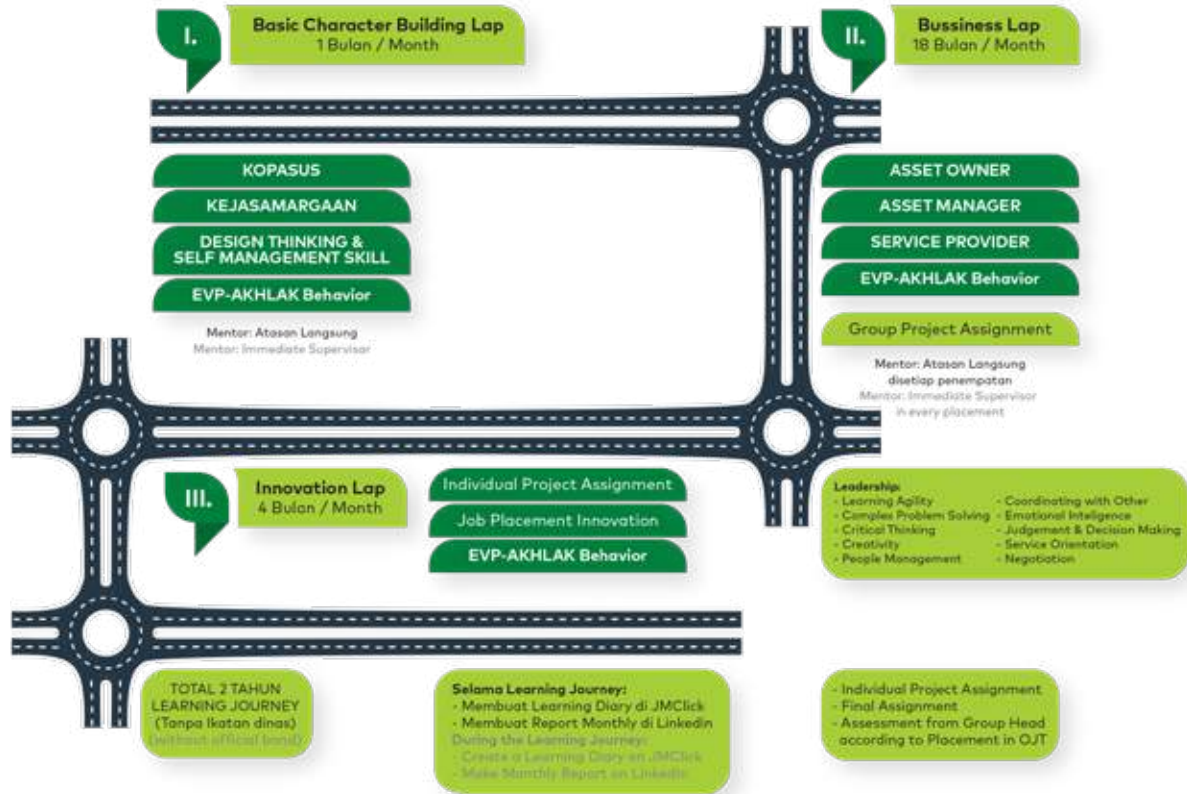 I.
Basic Character Building Lap
1 Bulan / Month
II.
Bussiness Lap
18 Bulan / Month
KOPASUS
KEJASAMARGAAN
DESIGN THINKING &
SELF MANAGEMENT SKILL
EVP-AKHLAK Behavior
Mentor: Atasan Langsung
Mentor: Immediate Supervisor
ASSET OWNER
ASSET MANAGER
SERVICE PROVIDER
EVP-AKHLAK Behavior
Group Project Assignment
Mentor: Atasan Langsung
disetiap penempatan
Mentor: Immediate Supervisor
in every placement
III.
Innovation Lap
4 Bulan / Month
Individual Project Assignment
Job Placement Innovation
EVP-AKHLAK Behavior
Leadership:
- Learning Agility
- Complex Problem Solving
- Critical Thinking
- Creativity
- People Management
- Coordinating with Other
- Emotional Inteligence
- Judgement & Decision Making
- Service Orientation
- Negotiation
TOTAL 2 TAHUN
LEARNING JOURNEY
(Tanpa Ikatan dinas)
(without official bond)
Selama Learning Journey:
- Membuat Learning Diary di JMClick
- Membuat Report Monthly di Linkedin
During the Learning Journey:
- Create a Learning Diary on JMClick
- Make Monthly Report on Linkedin
- Individual Project Assignment
- Final Assignment
- Assessment from Group Head
according to Placement in OJT